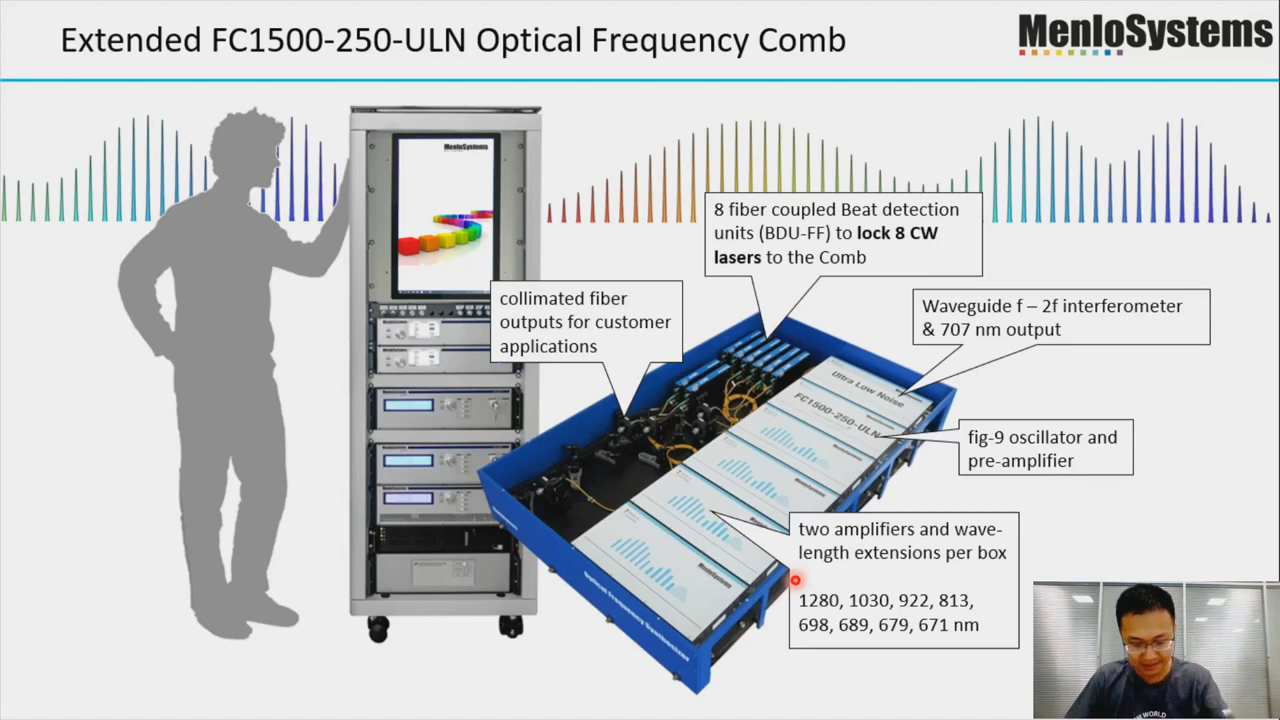 Extended FC1500-250-ULN Optical Frequency Comb
MenloSystems
MenloSystems
8 fiber coupled Beat detection
units (BDU-FF) to lock 8 CW
lasers to the Comb
collimated fiber
outputs for customer
applications
Waveguide f – 2f interferometer
& 707 nm output
Ultra Low Noise
FC1500-250-ULN
fig-9 oscillator and
pre-amplifier
two amplifiers and wave-
length extensions per box
1280, 1030, 922, 813,
698, 689, 679, 671 nm
MenloSystems
Optical Frequency Synthesizer
WORLD